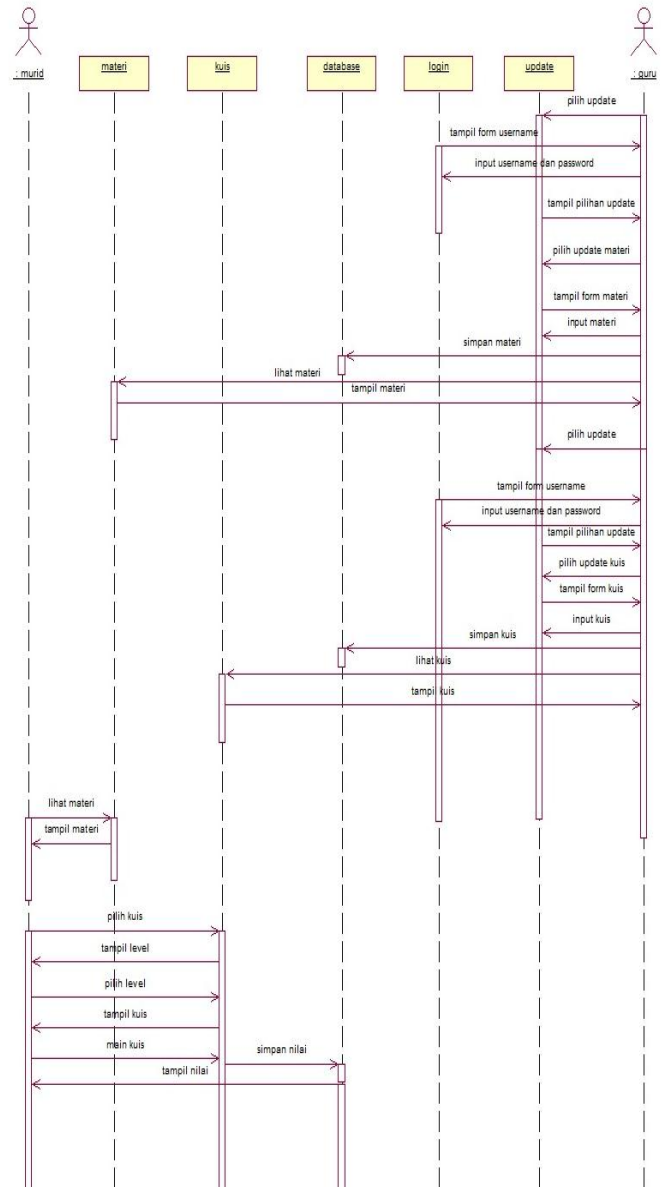 : murid
materi
kuis
database
login
update
: guru
pilih update
tampil form username
input username dan password
tampil pilihan update
pilih update materi
tampil form materi
input materi
simpan materi
lihat materi
tampil materi
pilih update
tampil form username
input username dan password
tampil pilihan update
pilih update kuis
tampil form kuis
input kuis
simpan kuis
lihat kuis
tampil kuis
lihat materi
tampil materi
pilih kuis
tampil level
pilih level
tampil kuis
main kuis
simpan nilai
tampil nilai